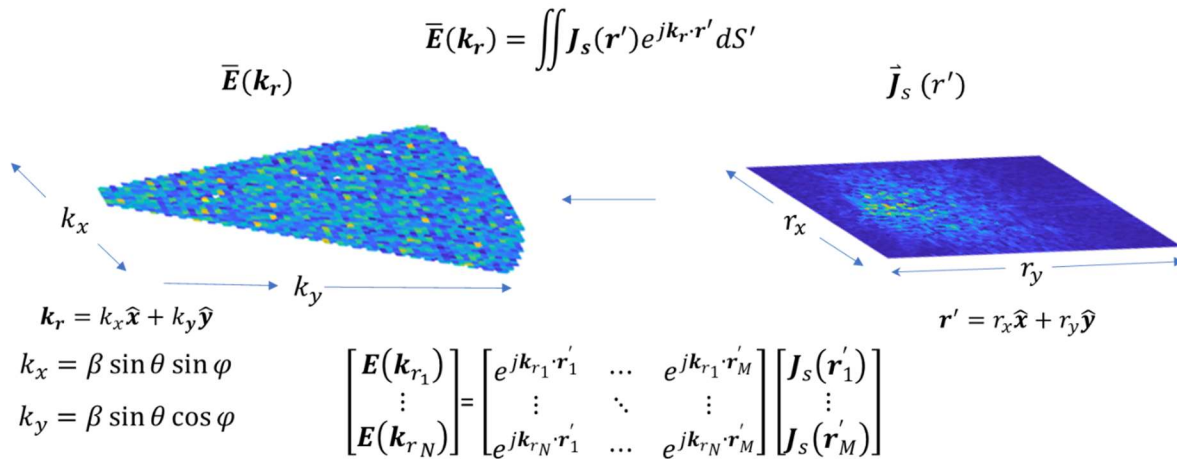 E̅(k_r) = ∬ J_s(r′)e^{jk_r·r′}dS′
E̅(k_r)
J⃗_s (r′)
k_x
k_y
r_x
r_y
k_r = k_x x̂ + k_y ŷ
r′ = r_x x̂ + r_y ŷ
k_x = β sin θ sin φ
k_y = β sin θ cos φ
[E(k_{r_1}) ⋮ E(k_{r_N})] = [e^{jk_{r_1}·r′_1} … e^{jk_{r_1}·r′_M} ⋮ ⋱ ⋮ e^{jk_{r_N}·r′_1} … e^{jk_{r_N}·r′_M}] [J_s(r′_1) ⋮ J_s(r′_M)]